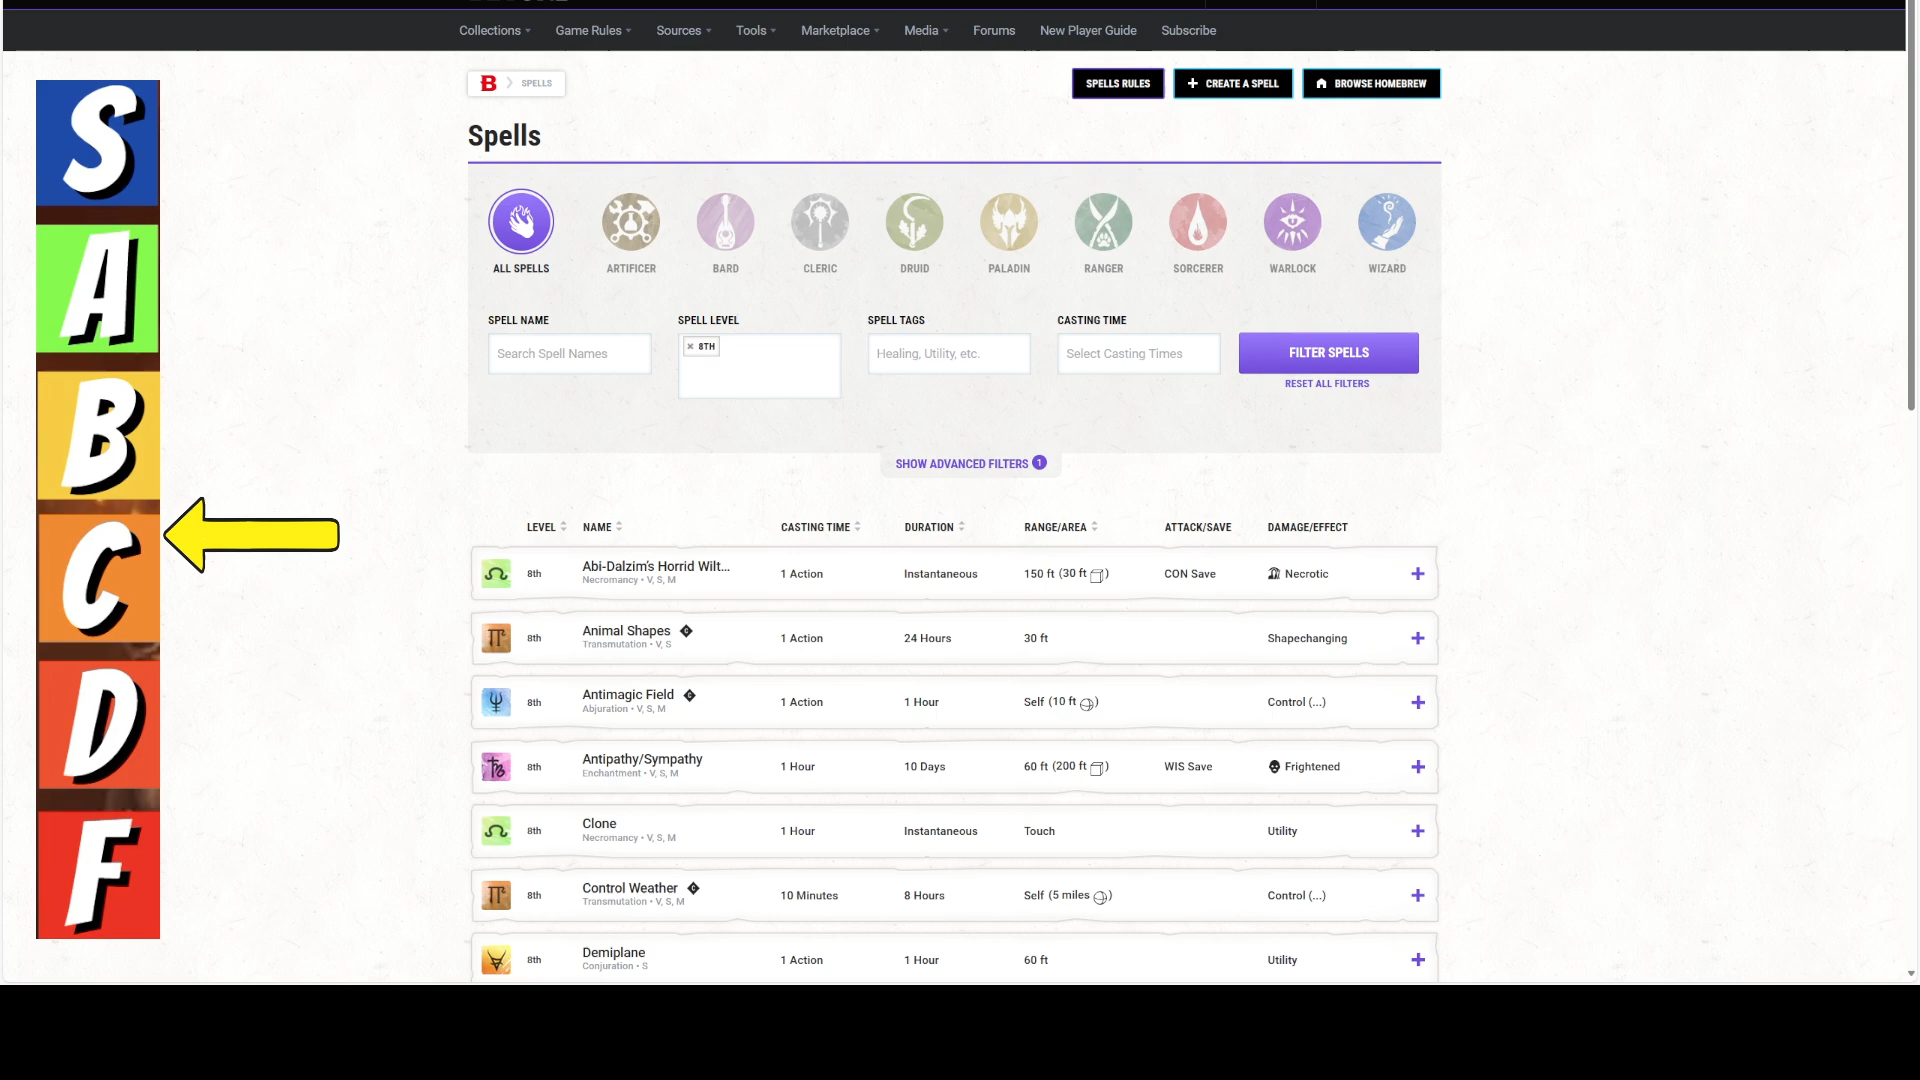 Collections
Game Rules
Sources
Tools
Marketplace
Media
Forums
New Player Guide
Subscribe
B
SPELLS
SPELLS RULES
CREATE A SPELL
BROWSE HOMEBREW
Spells
ALL SPELLS
ARTIFICER
BARD
CLERIC
DRUID
PALADIN
RANGER
SORCERER
WARLOCK
WIZARD
SPELL NAME
SPELL LEVEL
SPELL TAGS
CASTING TIME
Search Spell Names
× 8TH
Healing, Utility, etc.
Select Casting Times
FILTER SPELLS
RESET ALL FILTERS
SHOW ADVANCED FILTERS 1
LEVEL NAME CASTING TIME DURATION RANGE/AREA ATTACK/SAVE DAMAGE/EFFECT
8th Abi-Dalzim's Horrid Wilt... 1 Action Instantaneous 150 ft (30 ft ) CON Save Necrotic
Necromancy • V, S, M
8th Animal Shapes 1 Action 24 Hours 30 ft Shapechanging
Transmutation • V, S
8th Antimagic Field 1 Action 1 Hour Self (10 ft ) Control (...)
Abjuration • V, S, M
8th Antipathy/Sympathy 1 Hour 10 Days 60 ft (200 ft ) WIS Save Frightened
Enchantment • V, S, M
8th Clone 1 Hour Instantaneous Touch Utility
Necromancy • V, S, M
8th Control Weather 10 Minutes 8 Hours Self (5 miles ) Control (...)
Transmutation • V, S, M
8th Demiplane 1 Action 1 Hour 60 ft Utility
Conjuration • S
S
A
B
C
D
F